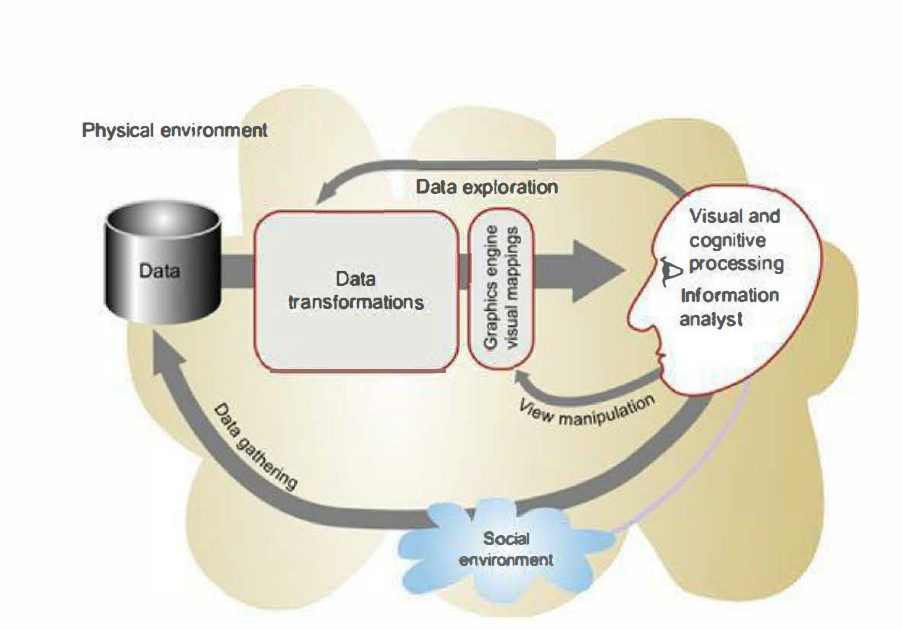 Physical environment
Data exploration
Visual and
cognitive
processing
Information
analyst
Data
Data
transformations
Graphics engine
visual mappings
View manipulation
Data gathering
Social
environment